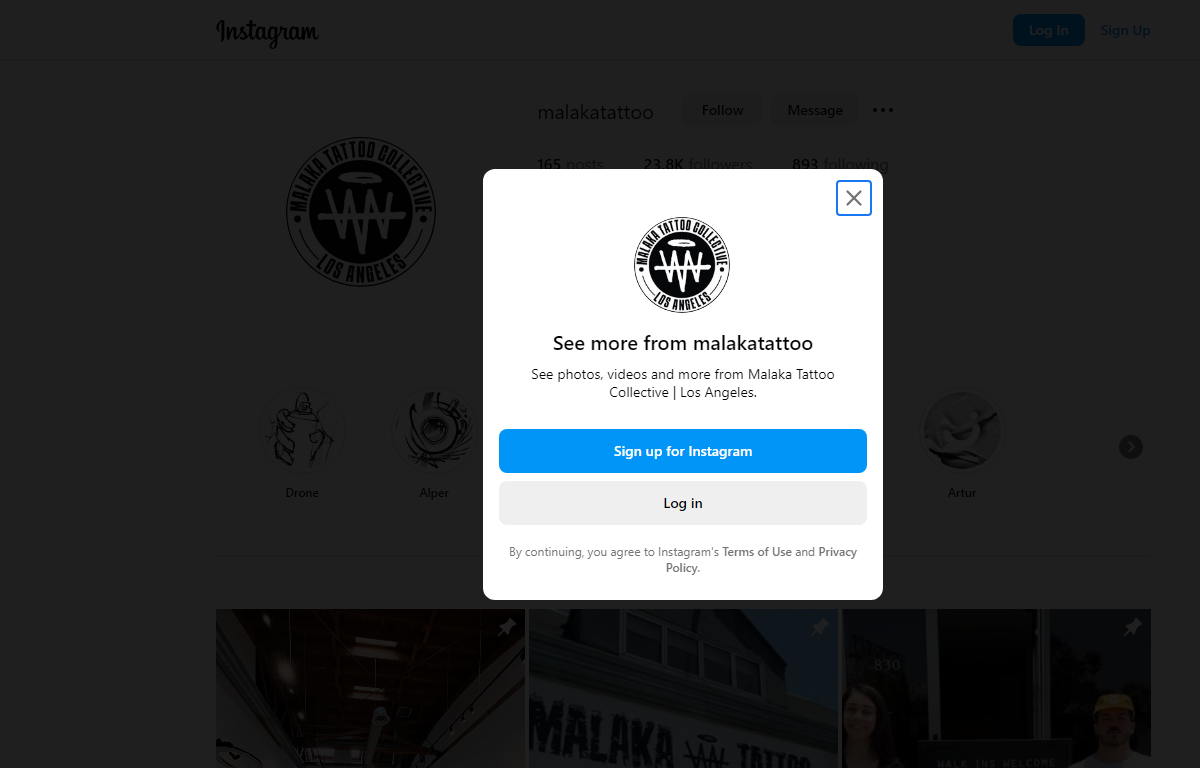 Instagram
Log In
Sign Up
malakatattoo
Follow
Message
165 posts
23.8K followers
893 following
MALAKA TATTOO COLLECTIVE
LOS ANGELES
MALAKA TATTOO COLLECTIVE
LOS ANGELES
See more from malakatattoo
See photos, videos and more from Malaka Tattoo
Collective | Los Angeles.
Sign up for Instagram
Log in
By continuing, you agree to Instagram's Terms of Use and Privacy
Policy.
Drone
Alper
Artur
830
MALAKA TATTOO
WALK INS WELCOME